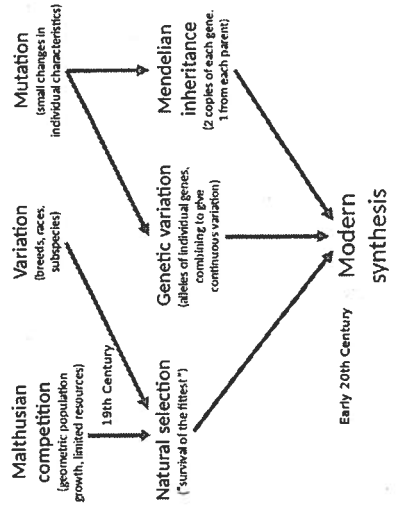 Malthusian
competition
(geometric population
growth, limited resources)
Variation
(breeds, races,
subspecies)
Mutation
(small changes in
individual characteristics)
19th Century
Natural selection
("survival of the fittest")
Genetic variation
(alleles of individual genes,
combining to give
continuous variation)
Mendelian
inheritance
(2 copies of each gene.
1 from each parent)
Early 20th Century
Modern
synthesis